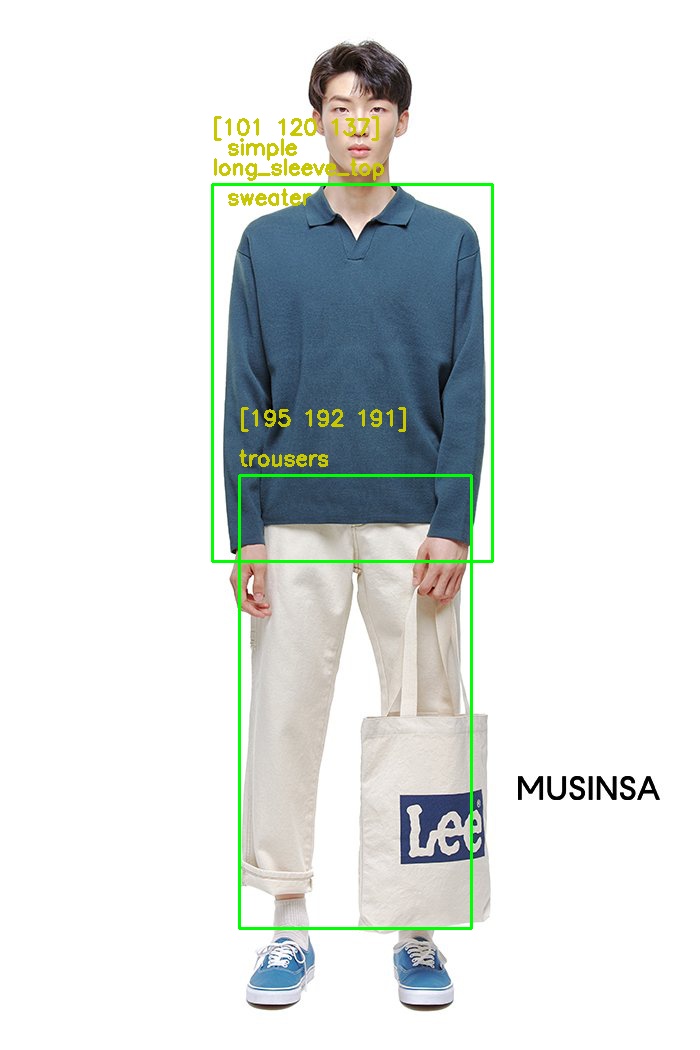 [101 120 137]
simple
long_sleeve_top
sweater
[195 192 191]
trousers
MUSINSA
Lee
®